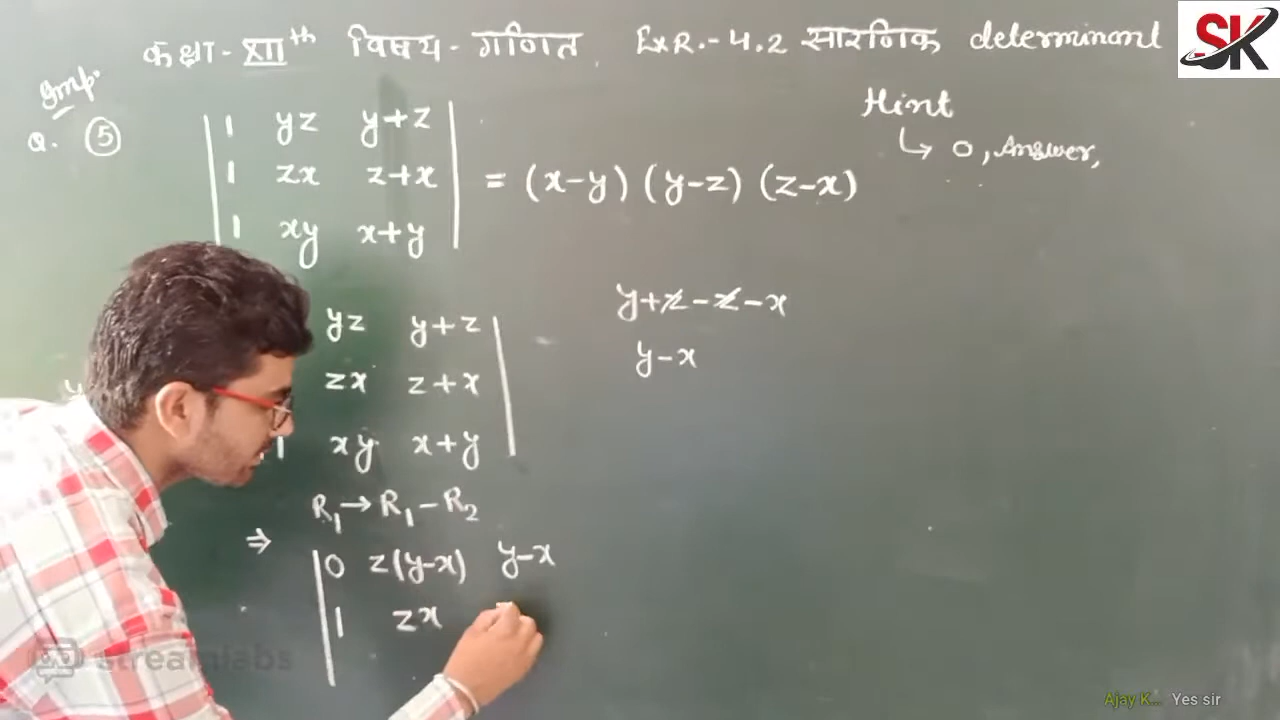 कक्षा - XIIth विषय - गणित Exr.-4.2 सारणिक determinant
SK
Imp.
Q. 5
1 yz y+z
1 zx z+x = (x-y) (y-z) (z-x)
1 xy x+y
Hint
↳ 0, Answer,
yz y+z
zx z+x
1 xy x+y
y+z-z-x
y-x
R1→R1-R2
⇒
0 z(y-x) y-x
1 zx
streamlabs
Ajay K... Yes sir